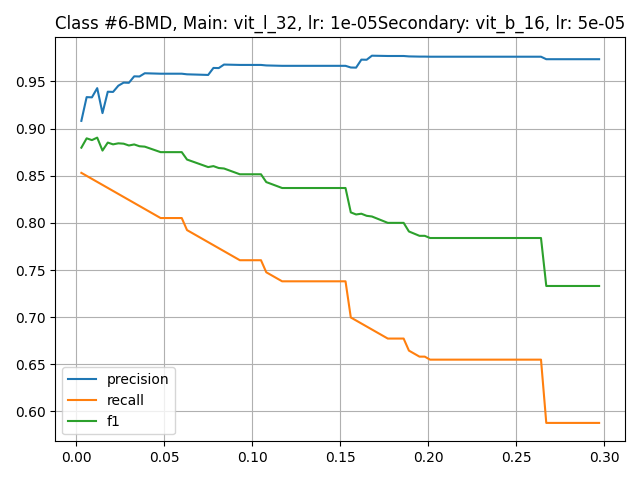 Class #6-BMD, Main: vit_l_32, lr: 1e-05Secondary: vit_b_16, lr: 5e-05
0.95
0.90
0.85
0.80
0.75
0.70
0.65
0.60
precision
recall
f1
0.00 0.05 0.10 0.15 0.20 0.25 0.30